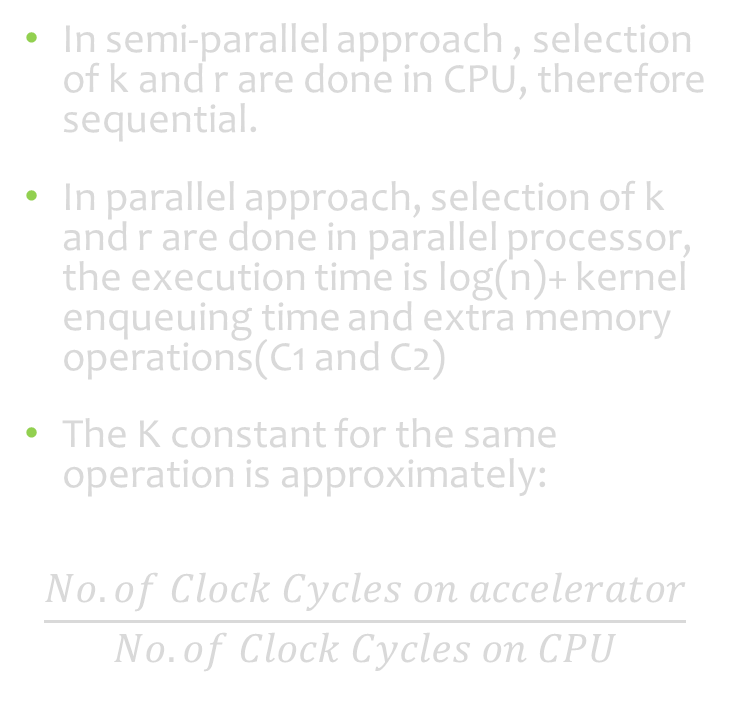 • In semi-parallel approach , selection
of k and r are done in CPU, therefore
sequential.
• In parallel approach, selection of k
and r are done in parallel processor,
the execution time is log(n)+ kernel
enqueuing time and extra memory
operations(C1 and C2)
• The K constant for the same
operation is approximately:
No. of Clock Cycles on accelerator
No. of Clock Cycles on CPU